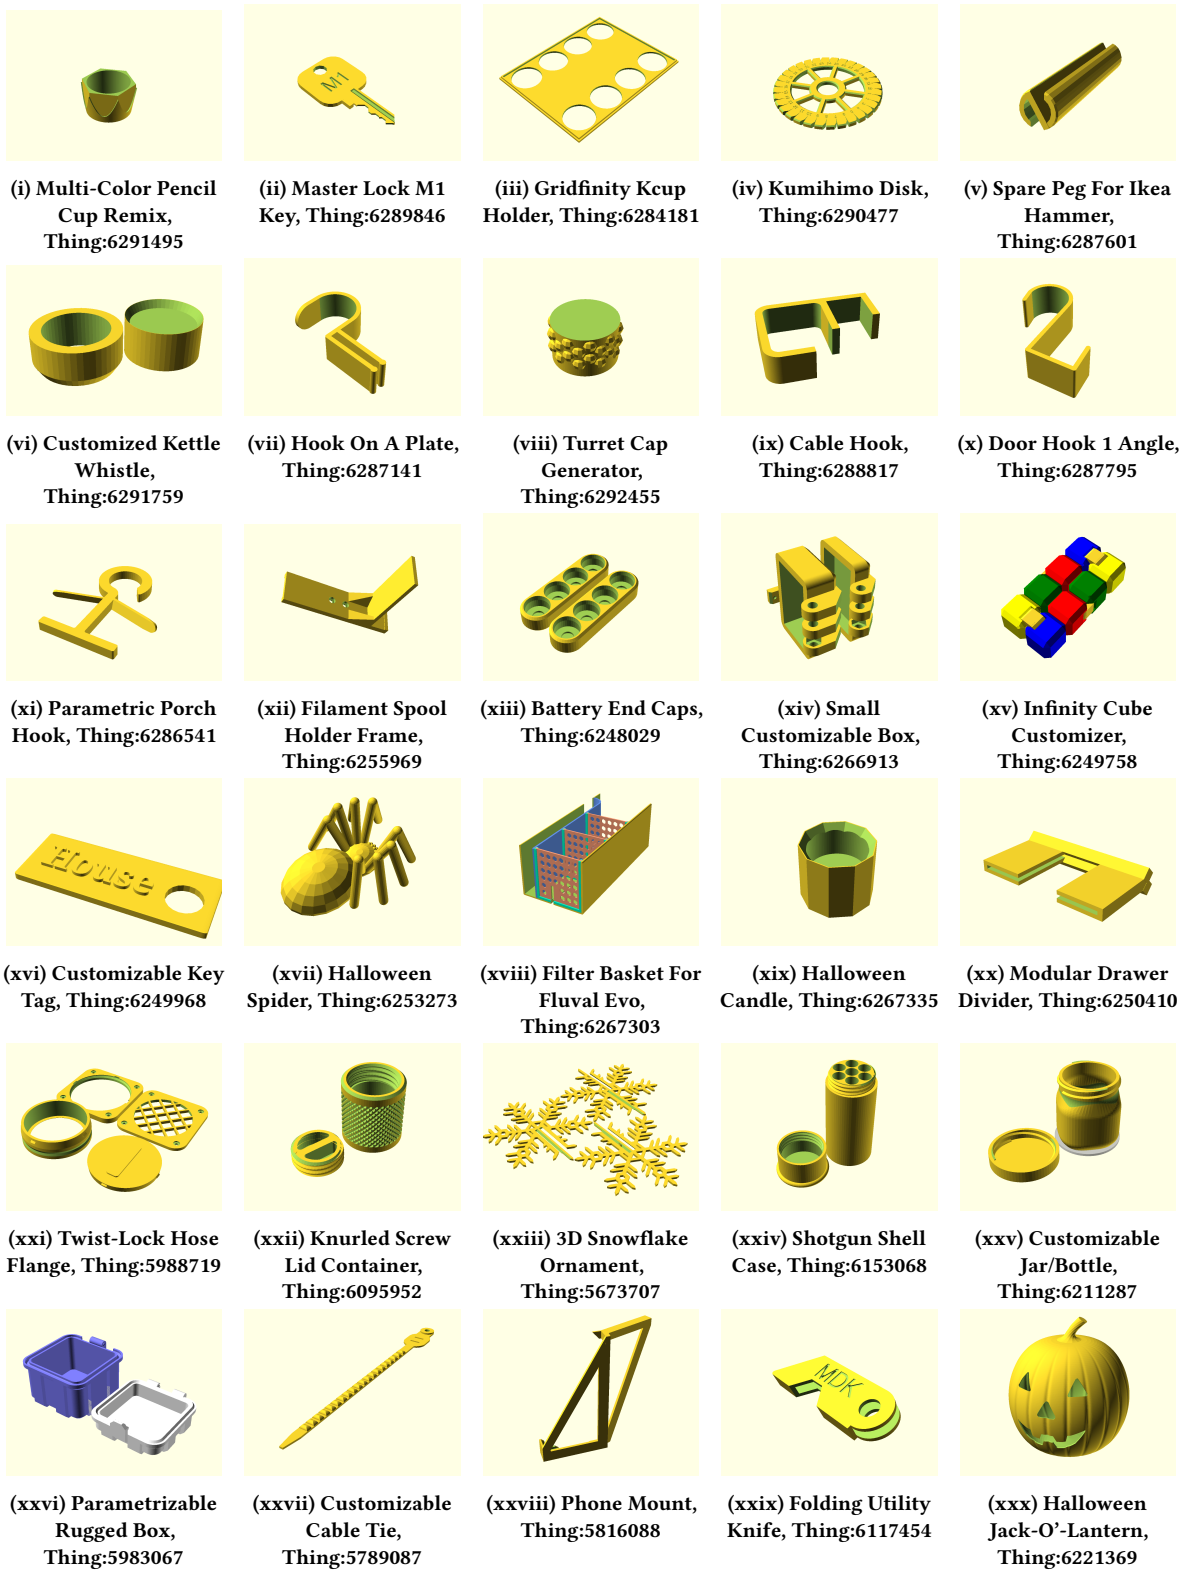 M1
(i) Multi-Color Pencil
Cup Remix,
Thing:6291495
(ii) Master Lock M1
Key, Thing:6289846
(iii) Gridfinity Kcup
Holder, Thing:6284181
(iv) Kumihimo Disk,
Thing:6290477
(v) Spare Peg For Ikea
Hammer,
Thing:6287601
(vi) Customized Kettle
Whistle,
Thing:6291759
(vii) Hook On A Plate,
Thing:6287141
(viii) Turret Cap
Generator,
Thing:6292455
(ix) Cable Hook,
Thing:6288817
(x) Door Hook 1 Angle,
Thing:6287795
(xi) Parametric Porch
Hook, Thing:6286541
(xii) Filament Spool
Holder Frame,
Thing:6255969
(xiii) Battery End Caps,
Thing:6248029
(xiv) Small
Customizable Box,
Thing:6266913
(xv) Infinity Cube
Customizer,
Thing:6249758
House
(xvi) Customizable Key
Tag, Thing:6249968
(xvii) Halloween
Spider, Thing:6253273
(xviii) Filter Basket For
Fluval Evo,
Thing:6267303
(xix) Halloween
Candle, Thing:6267335
(xx) Modular Drawer
Divider, Thing:6250410
(xxi) Twist-Lock Hose
Flange, Thing:5988719
(xxii) Knurled Screw
Lid Container,
Thing:6095952
(xxiii) 3D Snowflake
Ornament,
Thing:5673707
(xxiv) Shotgun Shell
Case, Thing:6153068
(xxv) Customizable
Jar/Bottle,
Thing:6211287
MDK
(xxvi) Parametrizable
Rugged Box,
Thing:5983067
(xxvii) Customizable
Cable Tie,
Thing:5789087
(xxviii) Phone Mount,
Thing:5816088
(xxix) Folding Utility
Knife, Thing:6117454
(xxx) Halloween
Jack-O’-Lantern,
Thing:6221369